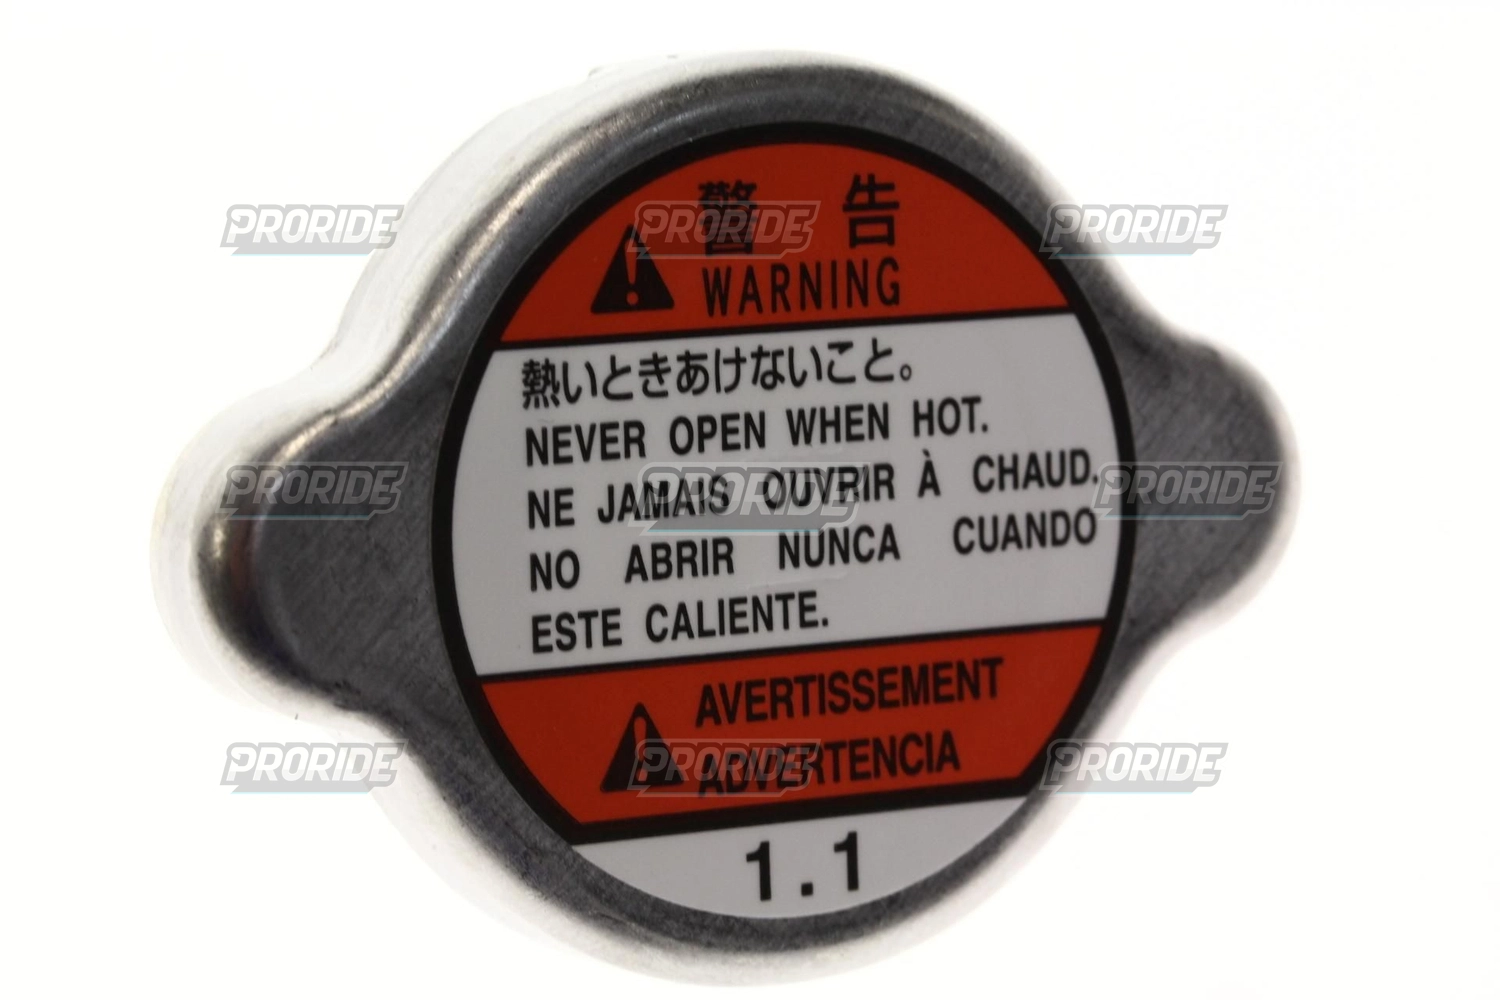 警告
WARNING
熱いときあけないこと。
NEVER OPEN WHEN HOT.
NE JAMAIS OUVRIR À CHAUD.
NO ABRIR NUNCA CUANDO
ESTE CALIENTE.
AVERTISSEMENT
ADVERTENCIA
1.1
PRORIDE
PRORIDE
PRORIDE
PRORIDE
PRORIDE
PRORIDE
PRORIDE
PRORIDE
PRORIDE